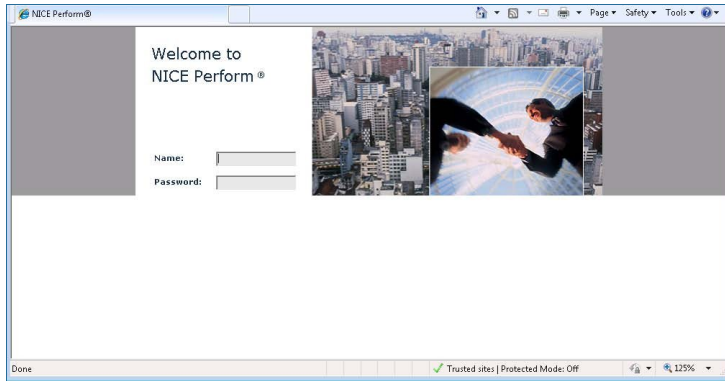 NICE Perform®
Page Safety Tools
Welcome to
NICE Perform ®
Name:
Password:
Done
Trusted sites | Protected Mode: Off
125%